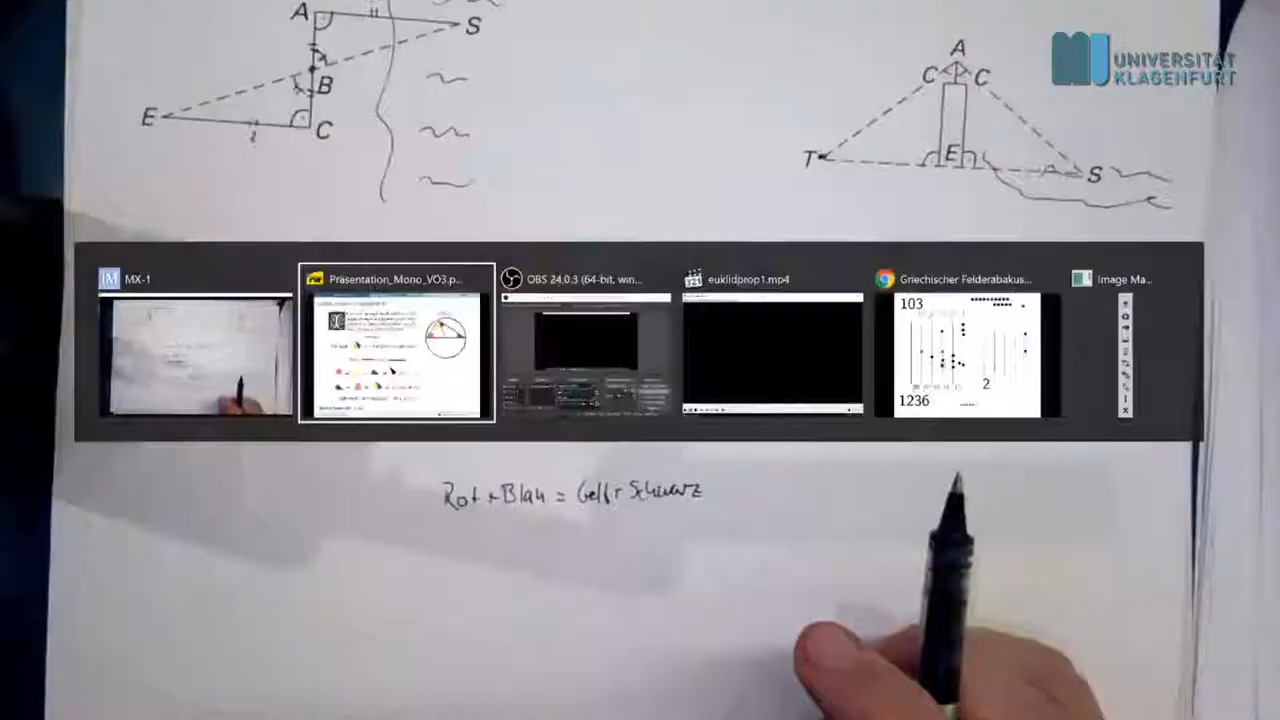 A
S
B
E
C
A
C C
T
E
S
UNIVERSITÄT
KLAGENFURT
MX-1
Präsentation_Mono_VO3.p...
OBS 24.0.3 (64-bit, win...
euklidprop1.mp4
Griechischer Felderabakus...
Image Ma...
103
2
1236
Rot + Blau = Gelb + Schwarz